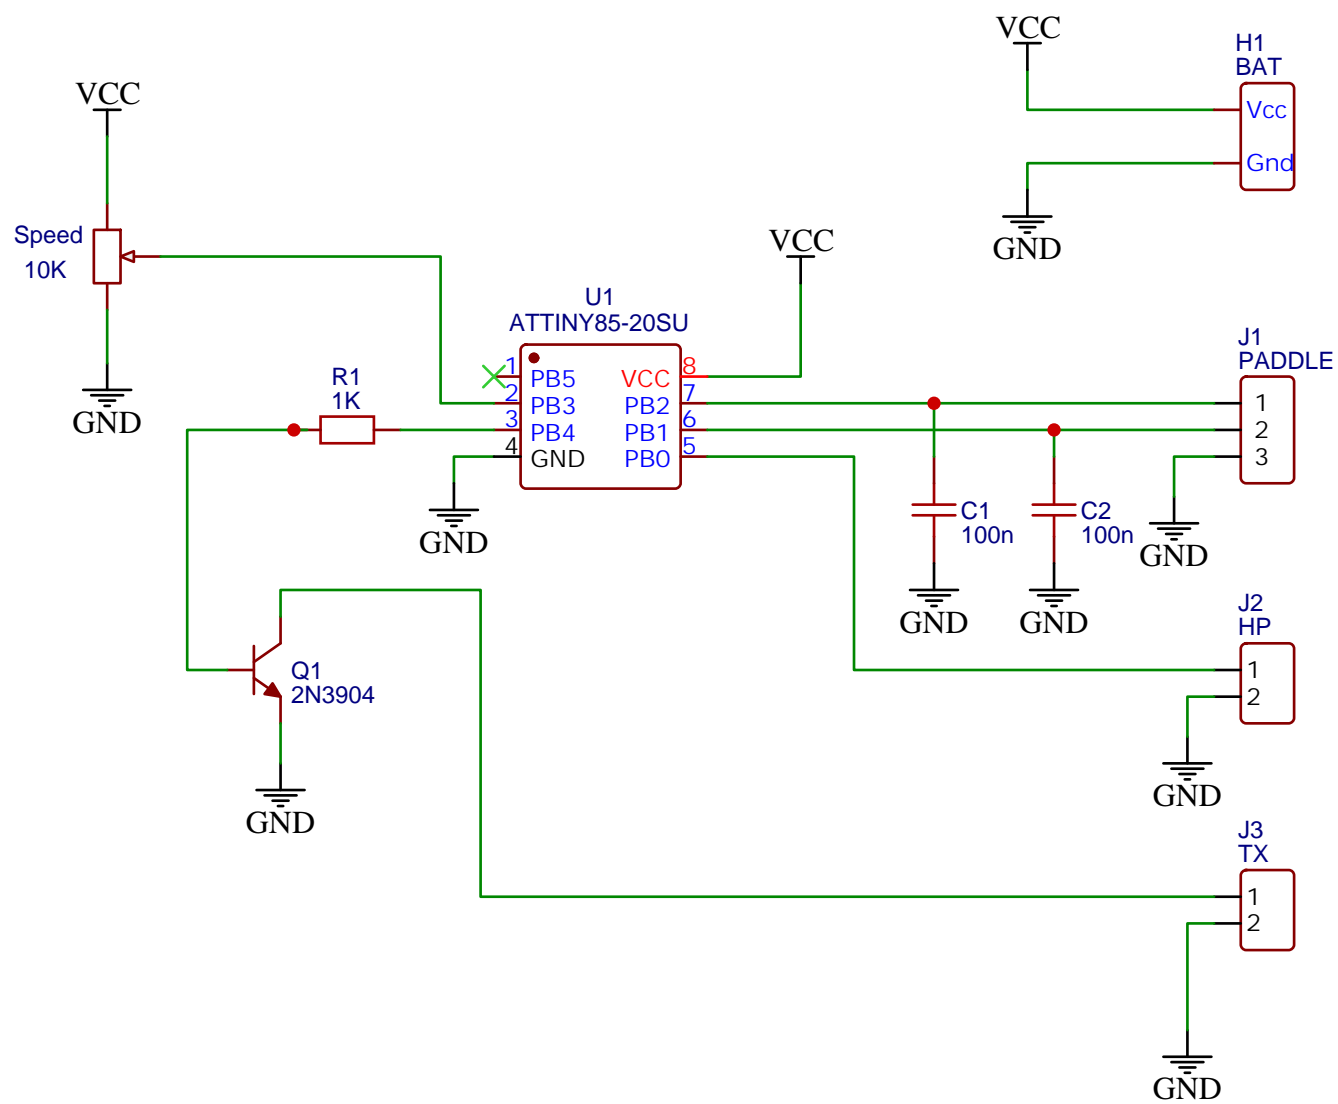 VCC
H1
BAT
Vcc
Gnd
GND
VCC
Speed
10K
GND
VCC
U1
ATTINY85-20SU
1
PB5
2
PB3
3
PB4
4
GND
VCC
8
PB2
7
PB1
6
PB0
5
R1
1K
GND
J1
PADDLE
1
2
3
GND
C1
100n
GND
C2
100n
GND
J2
HP
1
2
GND
Q1
2N3904
GND
J3
TX
1
2
GND